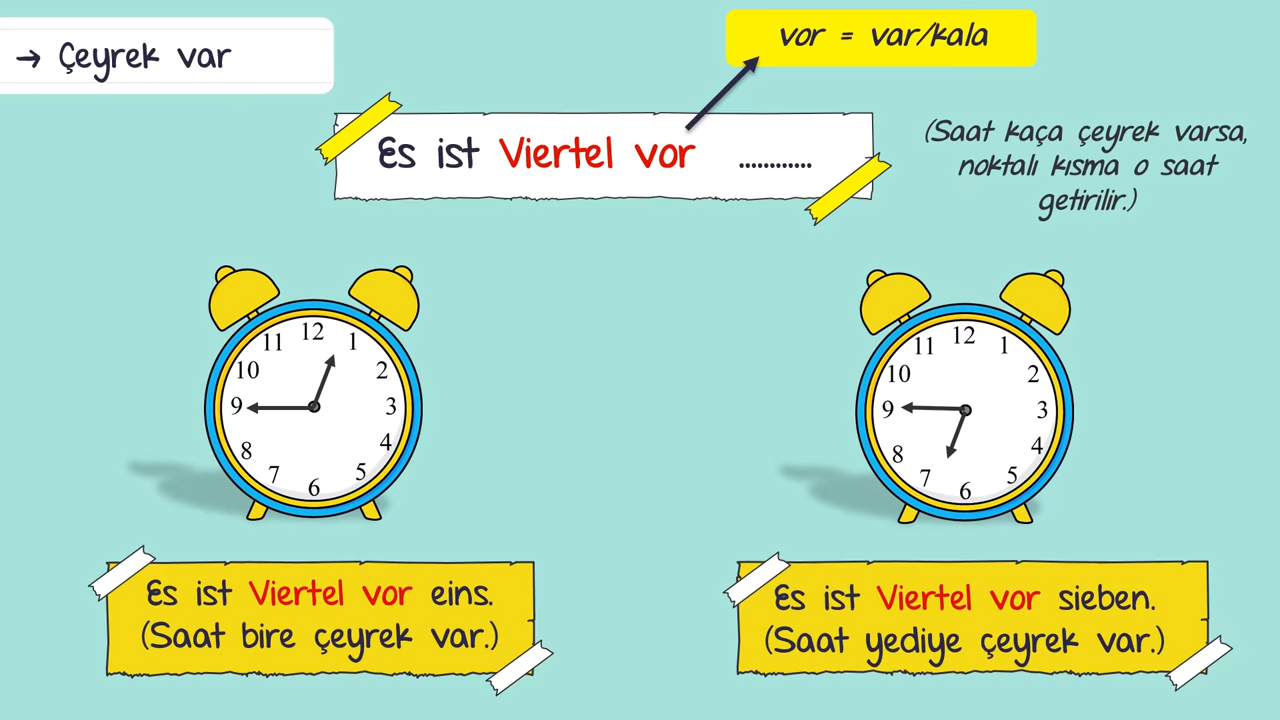 → Çeyrek var
vor = var/kala
Es ist Viertel vor ............
(Saat kaça çeyrek varsa,
noktalı kısma o saat
getirilir.)
12
11
1
10
2
9
3
8
4
7
5
6
12
11
1
10
2
9
3
8
4
7
5
6
Es ist Viertel vor eins.
(Saat bire çeyrek var.)
Es ist Viertel vor sieben.
(Saat yediye çeyrek var.)